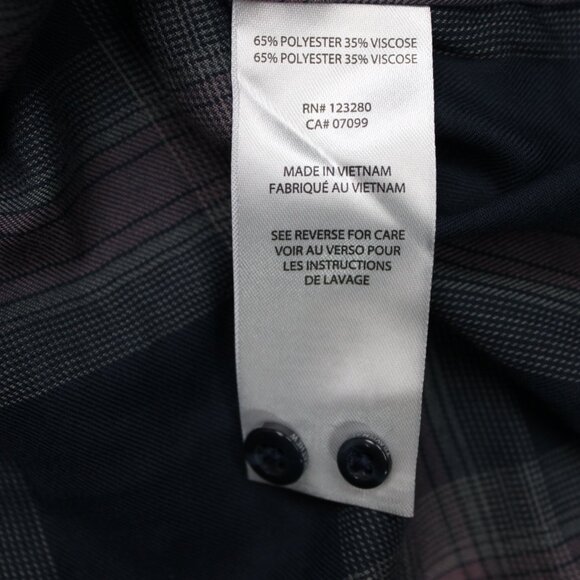 65% POLYESTER 35% VISCOSE
65% POLYESTER 35% VISCOSE
RN# 123280
CA# 07099
MADE IN VIETNAM
FABRIQUÉ AU VIETNAM
SEE REVERSE FOR CARE
VOIR AU VERSO POUR
LES INSTRUCTIONS
DE LAVAGE